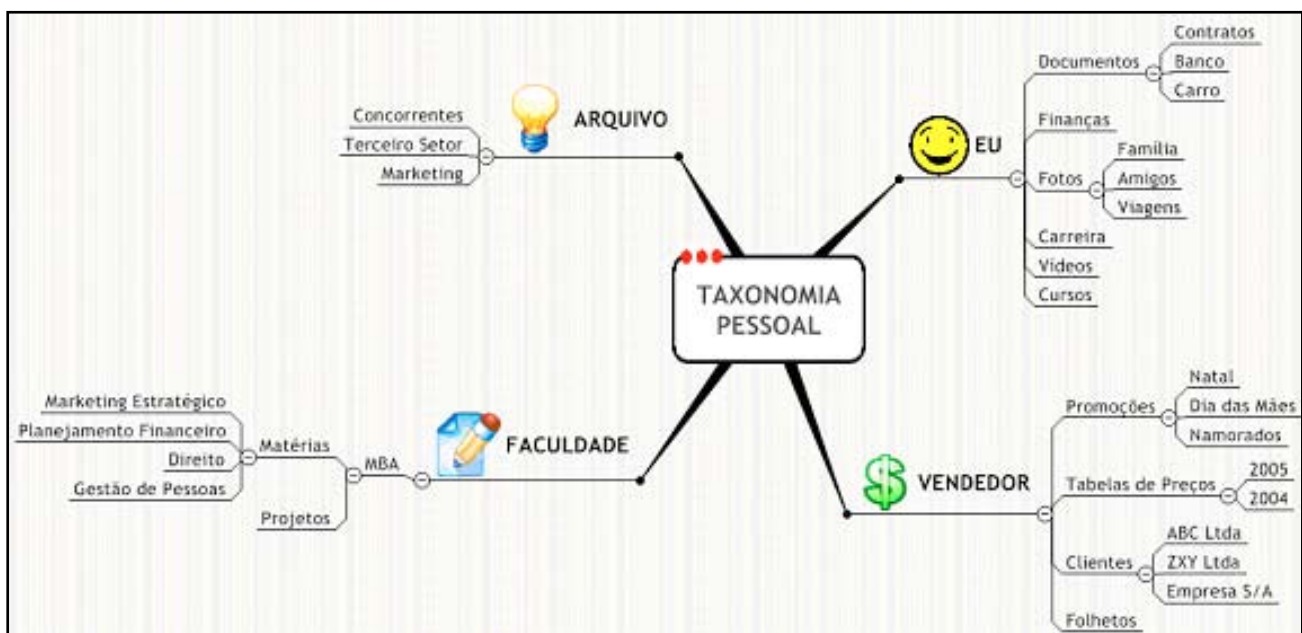 TAXONOMIA
PESSOAL
ARQUIVO
Concorrentes
Terceiro Setor
Marketing
EU
Documentos
Contratos
Banco
Carro
Finanças
Fotos
Família
Amigos
Viagens
Carreira
Vídeos
Cursos
FACULDADE
MBA
Matérias
Marketing Estratégico
Planejamento Financeiro
Direito
Gestão de Pessoas
Projetos
VENDEDOR
Promoções
Natal
Dia das Mães
Namorados
Tabelas de Preços
2005
2004
Clientes
ABC Ltda
ZXY Ltda
Empresa S/A
Folhetos